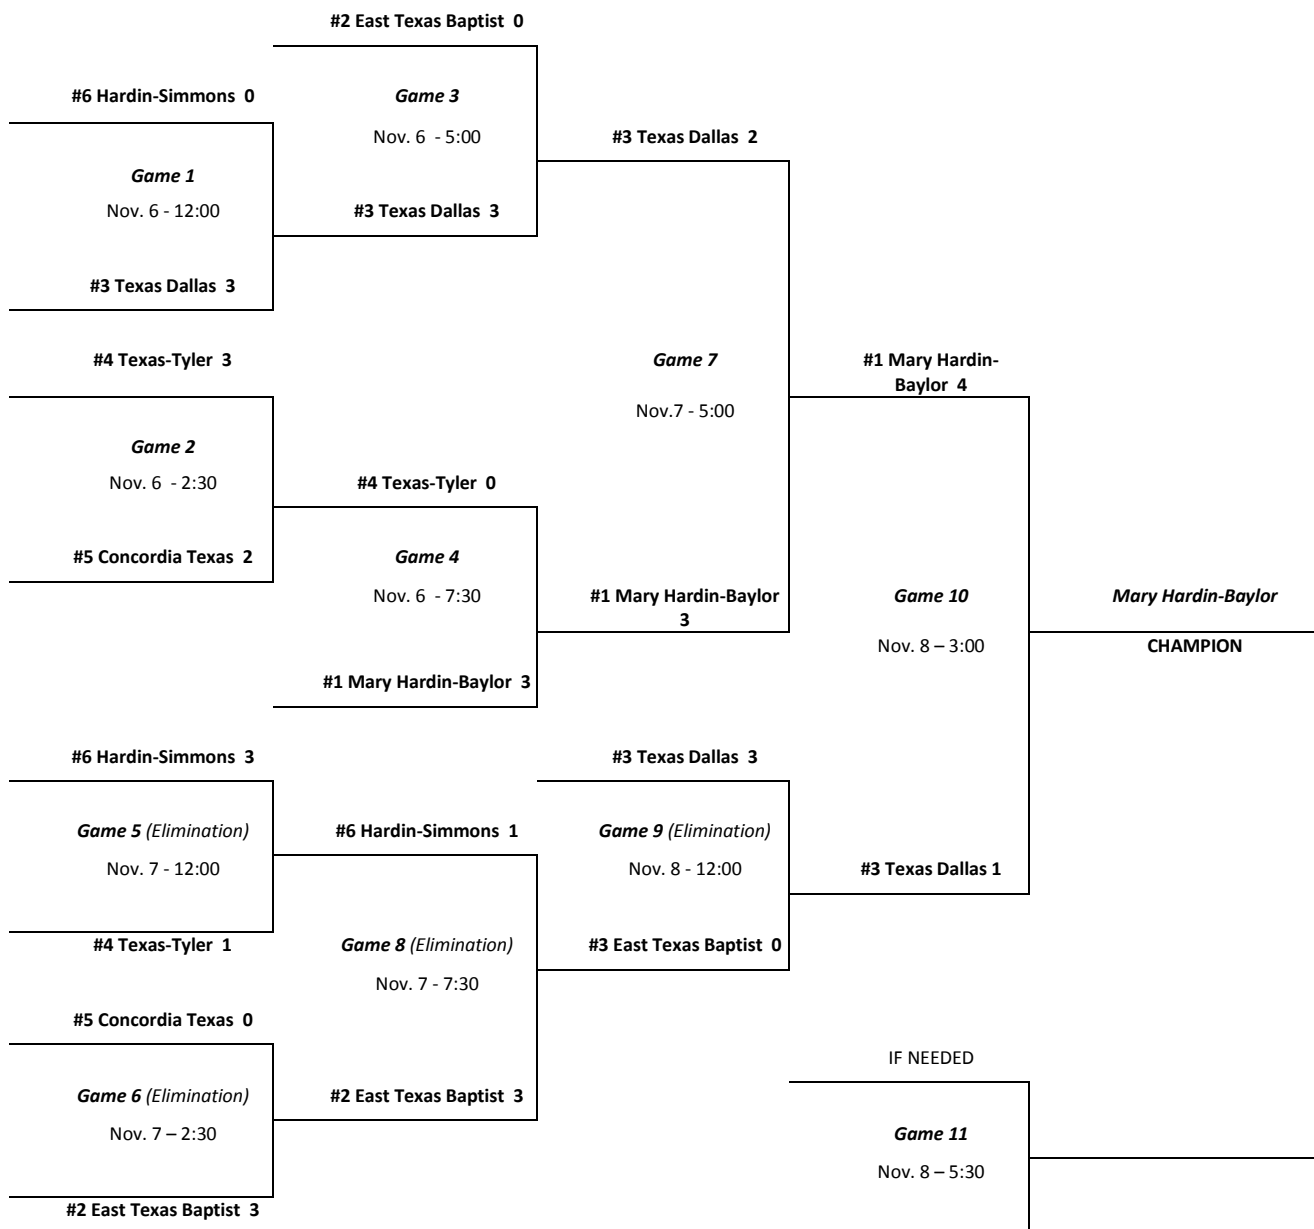 #2 East Texas Baptist 0
#6 Hardin-Simmons 0
Game 3
Nov. 6 - 5:00
#3 Texas Dallas 2
Game 1
Nov. 6 - 12:00
#3 Texas Dallas 3
#3 Texas Dallas 3
#4 Texas-Tyler 3
Game 7
Nov.7 - 5:00
#1 Mary Hardin-
Baylor 4
Game 2
Nov. 6 - 2:30
#4 Texas-Tyler 0
#5 Concordia Texas 2
Game 4
Nov. 6 - 7:30
#1 Mary Hardin-Baylor
3
Game 10
Nov. 8 – 3:00
Mary Hardin-Baylor
CHAMPION
#1 Mary Hardin-Baylor 3
#6 Hardin-Simmons 3
#3 Texas Dallas 3
Game 5 (Elimination)
Nov. 7 - 12:00
#6 Hardin-Simmons 1
Game 9 (Elimination)
Nov. 8 - 12:00
#3 Texas Dallas 1
#4 Texas-Tyler 1
Game 8 (Elimination)
Nov. 7 - 7:30
#3 East Texas Baptist 0
#5 Concordia Texas 0
IF NEEDED
Game 6 (Elimination)
Nov. 7 – 2:30
#2 East Texas Baptist 3
Game 11
Nov. 8 – 5:30
#2 East Texas Baptist 3